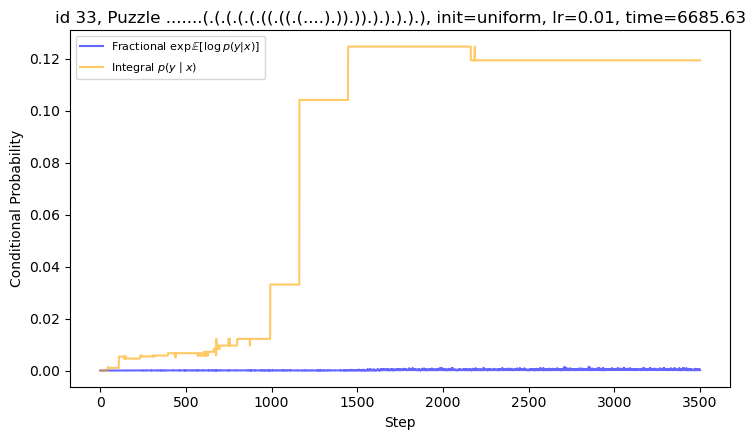 id 33, Puzzle .......(.(.(.(.(.((.((.(....).)).)).).).).).), init=uniform, lr=0.01, time=6685.63
Fractional exp𝔼[log p(y|x)]
Integral p(y | x)
Conditional Probability
0.12
0.10
0.08
0.06
0.04
0.02
0.00
0 500 1000 1500 2000 2500 3000 3500
Step